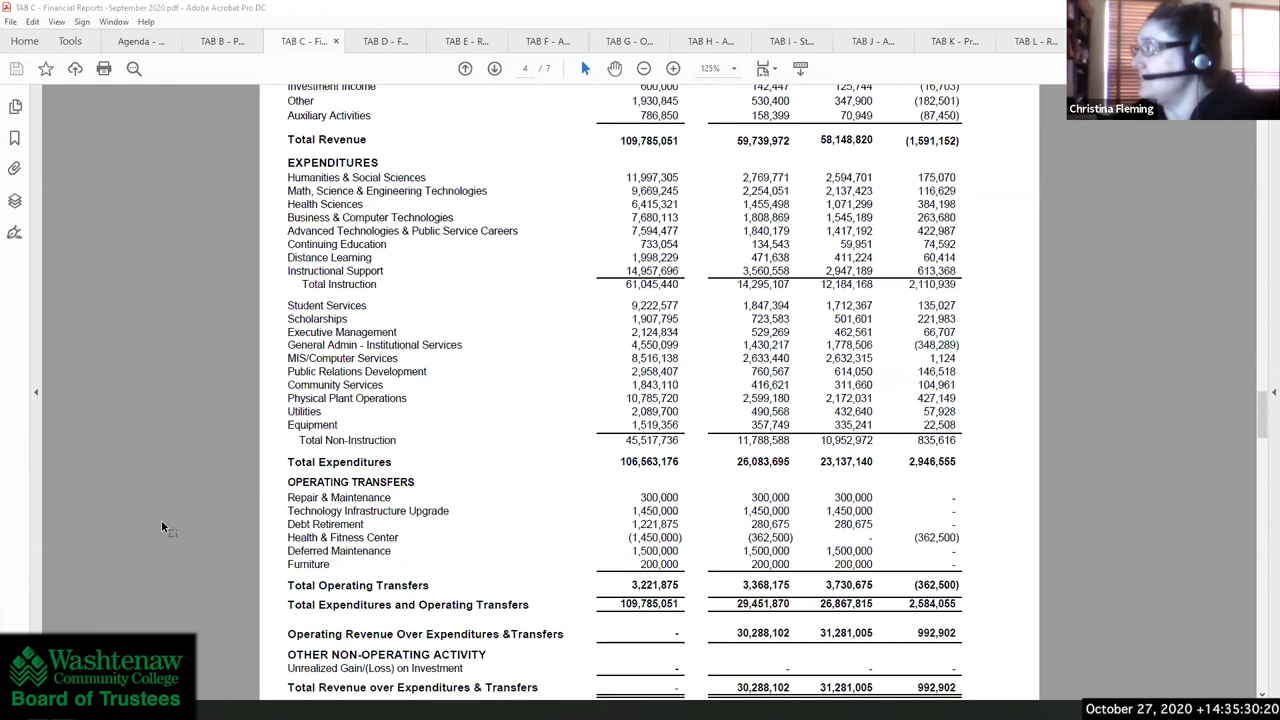 TAB C - Financial Reports -September 2020.pdf - Adobe Acrobat Pro DC
File Edit View Sign Window Help
Home Tools Agenda - ... TAB B - P... TAB C - Fi... × TAB D - F... TAB E - R... TAB F - A... TAB G - O... TAB H - A... TAB I - St... J - A... TAB K - Pr... TAB L - R...
4 / 7 125%
Christina Fleming
Investment Income 600,000 142,447 125,744 (16,703)
Other 1,930,845 530,400 347,900 (182,501)
Auxiliary Activities 786,850 158,399 70,949 (87,450)
Total Revenue 109,785,051 59,739,972 58,148,820 (1,591,152)
EXPENDITURES
Humanities & Social Sciences 11,997,305 2,769,771 2,594,701 175,070
Math, Science & Engineering Technologies 9,669,245 2,254,051 2,137,423 116,629
Health Sciences 6,415,321 1,455,498 1,071,299 384,198
Business & Computer Technologies 7,680,113 1,808,869 1,545,189 263,680
Advanced Technologies & Public Service Careers 7,594,477 1,840,179 1,417,192 422,987
Continuing Education 733,054 134,543 59,951 74,592
Distance Learning 1,998,229 471,638 411,224 60,414
Instructional Support 14,957,696 3,560,558 2,947,189 613,368
Total Instruction 61,045,440 14,295,107 12,184,168 2,110,939
Student Services 9,222,577 1,847,394 1,712,367 135,027
Scholarships 1,907,795 723,583 501,601 221,983
Executive Management 2,124,834 529,269 462,561 66,707
General Admin - Institutional Services 4,550,099 1,430,217 1,778,506 (348,289)
MIS/Computer Services 8,516,138 2,633,440 2,632,315 1,124
Public Relations Development 2,958,407 760,567 614,050 146,518
Community Services 1,843,110 416,621 311,660 104,961
Physical Plant Operations 10,785,720 2,599,180 2,172,031 427,149
Utilities 2,089,700 490,568 432,640 57,928
Equipment 1,519,356 357,749 335,241 22,508
Total Non-Instruction 45,517,736 11,788,588 10,952,972 835,616
Total Expenditures 106,563,176 26,083,695 23,137,140 2,946,555
OPERATING TRANSFERS
Repair & Maintenance 300,000 300,000 300,000 -
Technology Infrastructure Upgrade 1,450,000 1,450,000 1,450,000 -
Debt Retirement 1,221,875 280,675 280,675 -
Health & Fitness Center (1,450,000) (362,500) - (362,500)
Deferred Maintenance 1,500,000 1,500,000 1,500,000 -
Furniture 200,000 200,000 200,000 -
Total Operating Transfers 3,221,875 3,368,175 3,730,675 (362,500)
Total Expenditures and Operating Transfers 109,785,051 29,451,870 26,867,815 2,584,055
Operating Revenue Over Expenditures &Transfers - 30,288,102 31,281,005 992,902
OTHER NON-OPERATING ACTIVITY
Unrealized Gain/(Loss) on Investment - - - -
Total Revenue over Expenditures & Transfers - 30,288,102 31,281,005 992,902
Washtenaw
Community College
Board of Trustees
October 27, 2020 +14:35:30:20